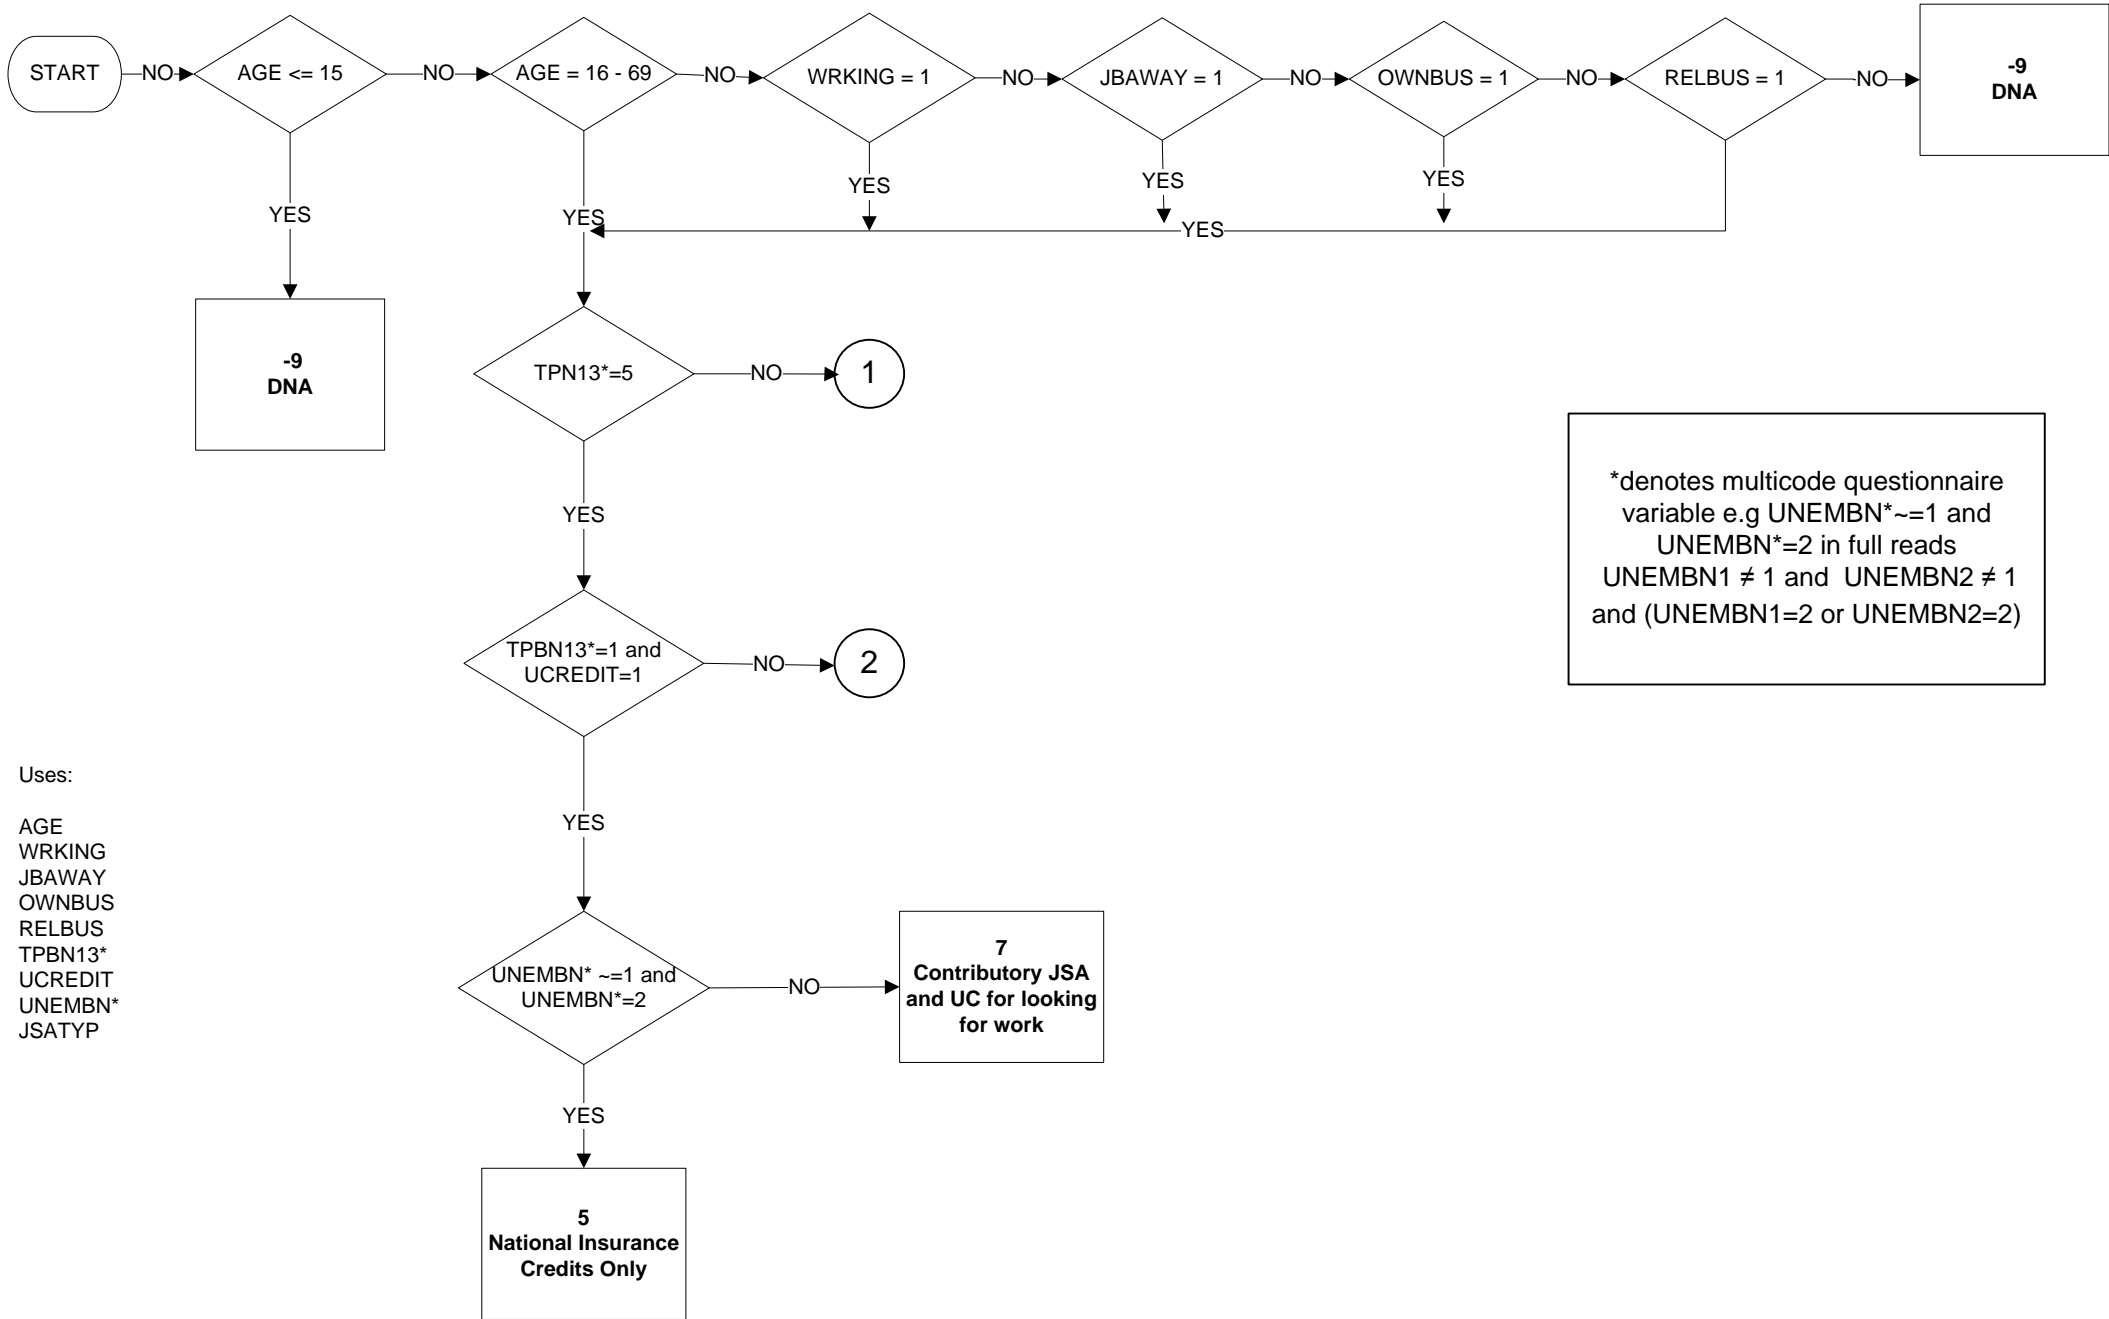 START
NO
AGE <= 15
NO
AGE = 16 - 69
NO
WRKING = 1
NO
JBAWAY = 1
NO
OWNBUS = 1
NO
RELBUS = 1
NO
-9
DNA
YES
YES
YES
YES
YES
YES
-9
DNA
TPN13*=5
NO
1
YES
*denotes multicode questionnaire
variable e.g UNEMBN*~=1 and
UNEMBN*=2 in full reads
UNEMBN1 ≠ 1 and UNEMBN2 ≠ 1
and (UNEMBN1=2 or UNEMBN2=2)
TPBN13*=1 and
UCREDIT=1
NO
2
YES
Uses:
AGE
WRKING
JBAWAY
OWNBUS
RELBUS
TPBN13*
UCREDIT
UNEMBN*
JSATYP
UNEMBN* ~=1 and
UNEMBN*=2
NO
7
Contributory JSA
and UC for looking
for work
YES
5
National Insurance
Credits Only